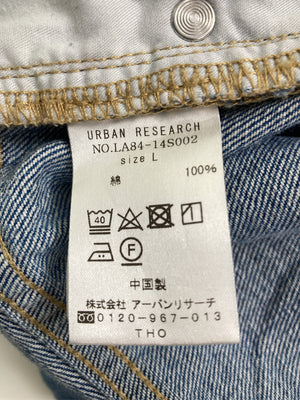 URBAN RESEARCH
NO.LA84-14S002
size L
綿 100%
40
F
中国製
株式会社 アーバンリサーチ
0120-967-013
THO